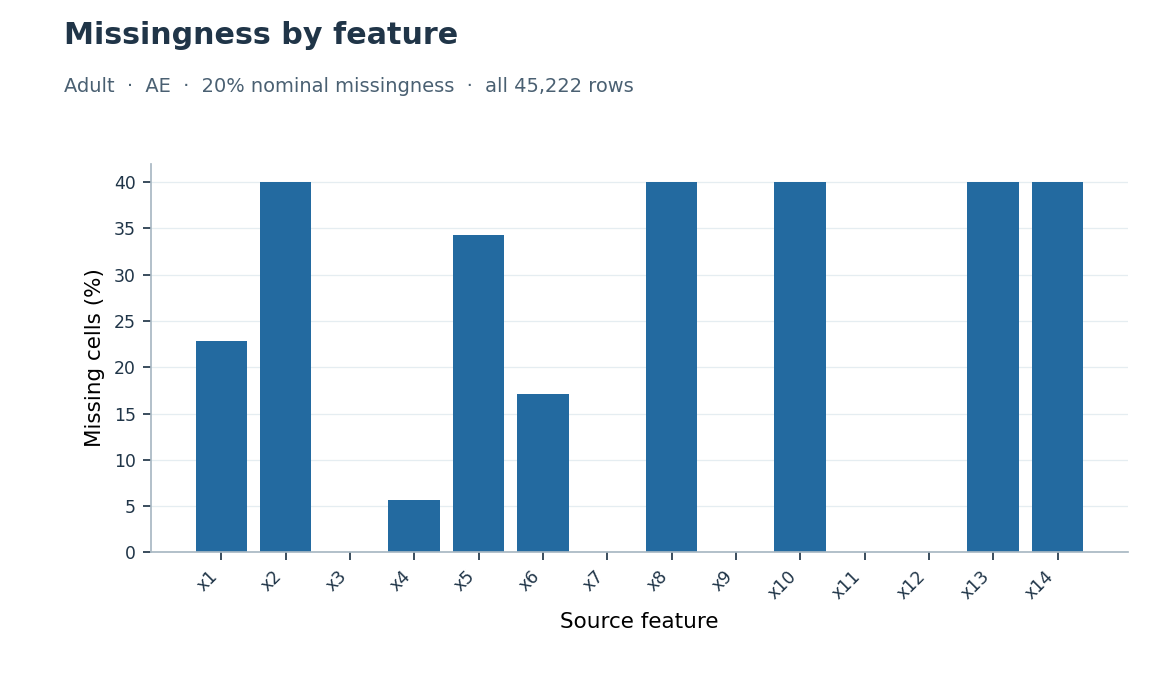 Missingness by feature
Adult · AE · 20% nominal missingness · all 45,222 rows
40
35
30
25
20
15
10
5
0
Missing cells (%)
x1 x2 x3 x4 x5 x6 x7 x8 x9 x10 x11 x12 x13 x14
Source feature